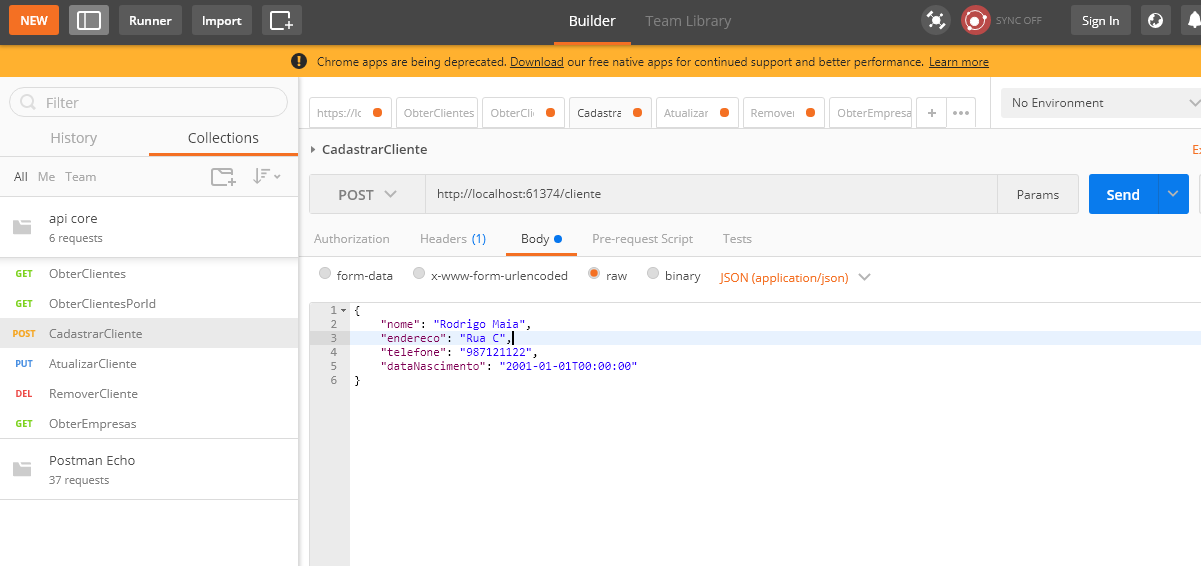 NEW Runner Import Builder Team Library SYNC OFF Sign In
! Chrome apps are being deprecated. Download our free native apps for continued support and better performance. Learn more
Filter
History Collections
All Me Team
api core
6 requests
GET ObterClientes
GET ObterClientesPorId
POST CadastrarCliente
PUT AtualizarCliente
DEL RemoverCliente
GET ObterEmpresas
Postman Echo
37 requests
https://lo ObterClientes ObterCli Cadastra Atualizar Remover ObterEmpresa + ••• No Environment
CadastrarCliente Ex
POST http://localhost:61374/cliente Params Send
Authorization Headers (1) Body Pre-request Script Tests
form-data x-www-form-urlencoded raw binary JSON (application/json)
1 {
2 "nome": "Rodrigo Maia",
3 "endereco": "Rua C",
4 "telefone": "987121122",
5 "dataNascimento": "2001-01-01T00:00:00"
6 }